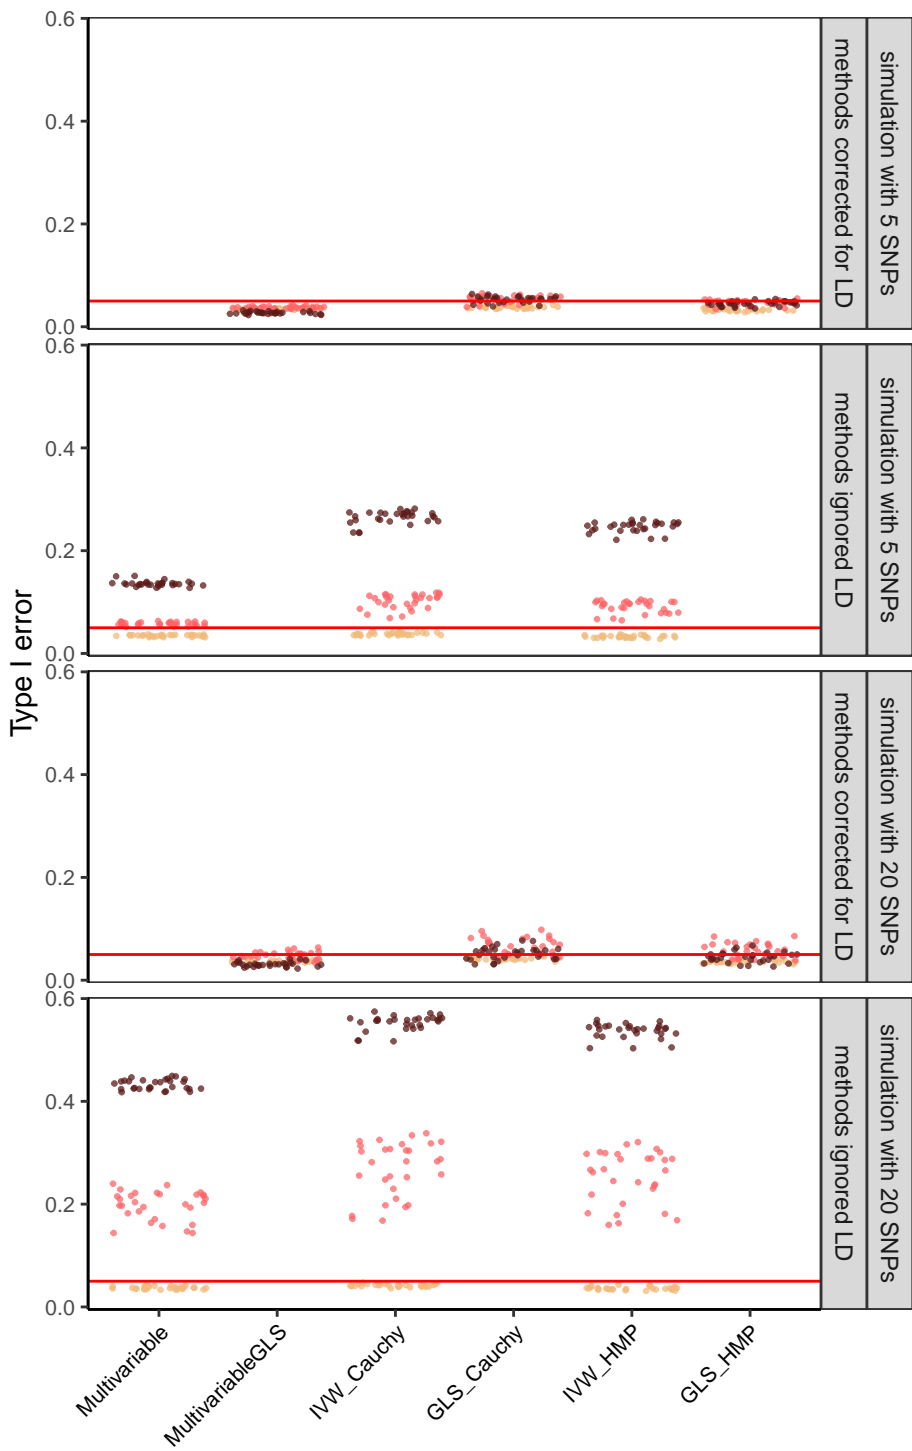 Type I error
0.6
0.4
0.2
0.0
methods corrected for LD
simulation with 5 SNPs
0.6
0.4
0.2
0.0
methods ignored LD
simulation with 5 SNPs
0.6
0.4
0.2
0.0
methods corrected for LD
simulation with 20 SNPs
0.6
0.4
0.2
0.0
methods ignored LD
simulation with 20 SNPs
Multivariable
MultivariableGLS
IVW_Cauchy
GLS_Cauchy
IVW_HMP
GLS_HMP